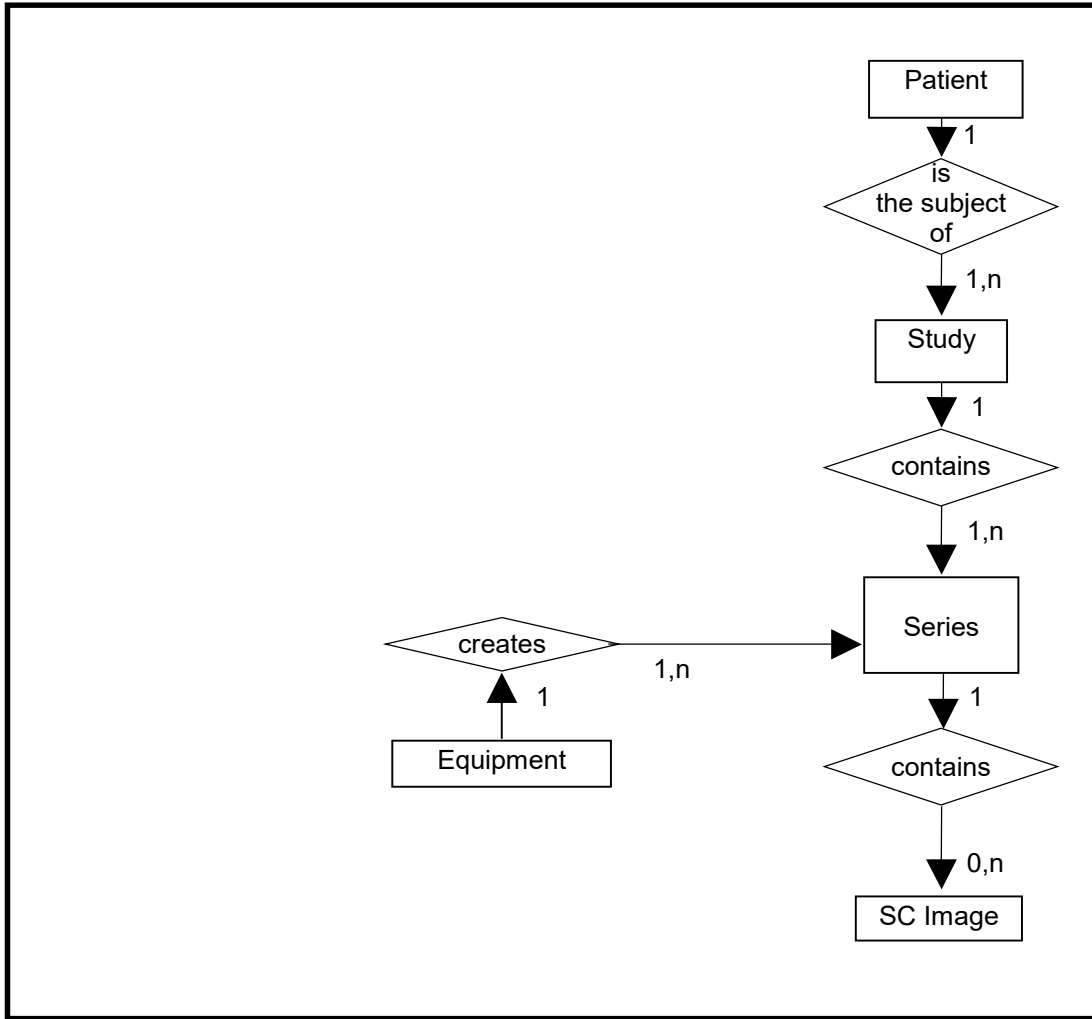 Patient
1
is
the subject
of
1,n
Study
1
contains
1,n
Series
creates
1,n
1
1
Equipment
contains
0,n
SC Image